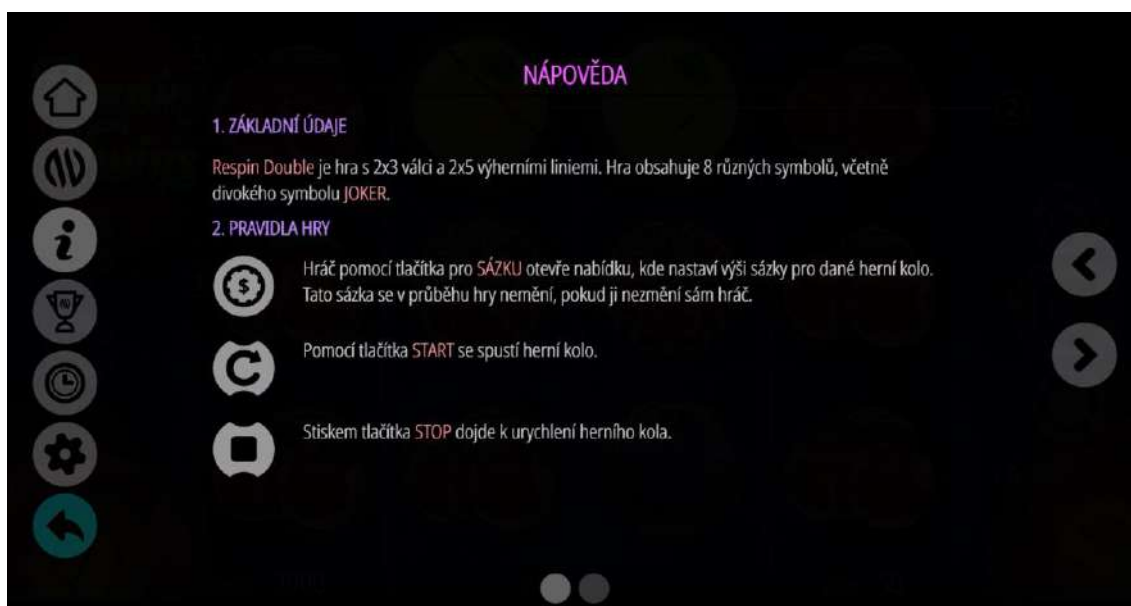 NÁPOVĚDA
1. ZÁKLADNÍ ÚDAJE
Respin Double je hra s 2x3 válci a 2x5 výherními liniemi. Hra obsahuje 8 různých symbolů, včetně
divokého symbolu JOKER.
2. PRAVIDLA HRY
Hráč pomocí tlačítka pro SÁZKU otevře nabídku, kde nastaví výši sázky pro dané herní kolo.
Tato sázka se v průběhu hry nemění, pokud ji nezmění sám hráč.
Pomocí tlačítka START se spustí herní kolo.
Stiskem tlačítka STOP dojde k urychlení herního kola.